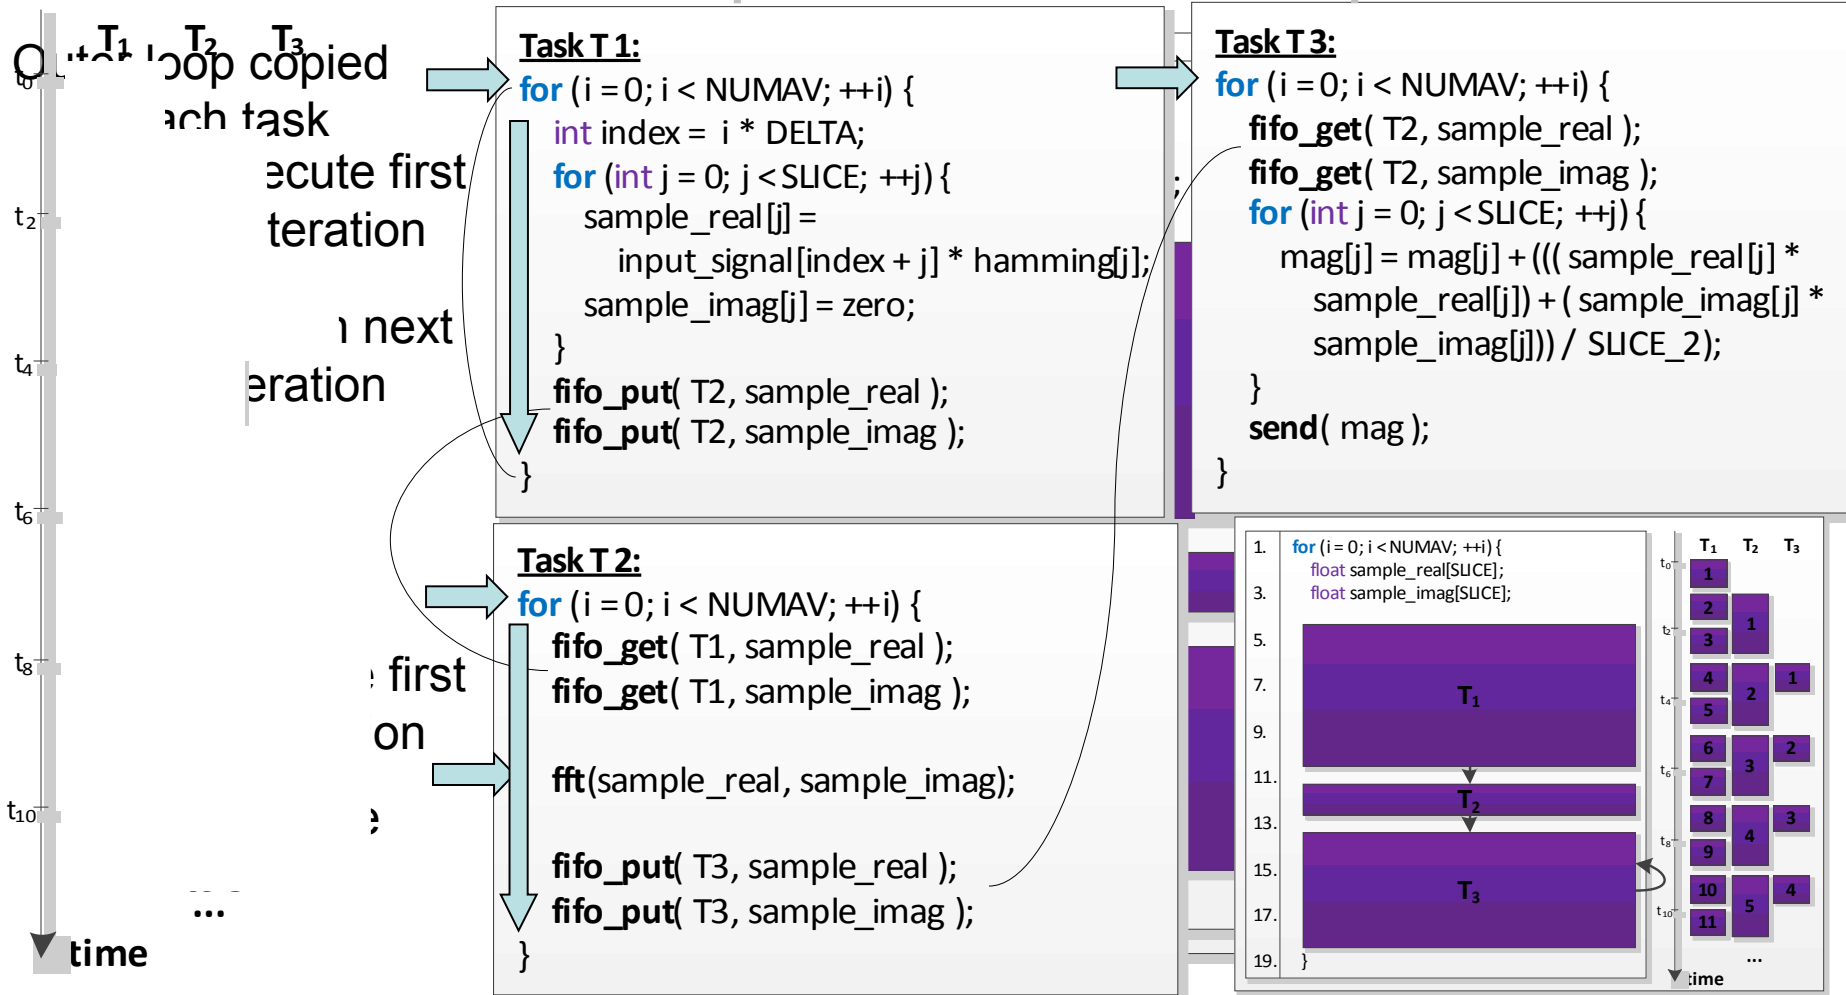 T1 T2 T3
loop copied
ach task
ecute first
teration
next
eration
first
on
t0
t2
t4
t6
t8
t10
...
time
Task T 1:
for (i = 0; i < NUMAV; ++i) {
int index = i * DELTA;
for (int j = 0; j < SLICE; ++j) {
sample_real[j] =
input_signal[index + j] * hamming[j];
sample_imag[j] = zero;
}
fifo_put( T2, sample_real );
fifo_put( T2, sample_imag );
}
Task T 2:
for (i = 0; i < NUMAV; ++i) {
fifo_get( T1, sample_real );
fifo_get( T1, sample_imag );
fft(sample_real, sample_imag);
fifo_put( T3, sample_real );
fifo_put( T3, sample_imag );
}
;
Task T 3:
for (i = 0; i < NUMAV; ++i) {
fifo_get( T2, sample_real );
fifo_get( T2, sample_imag );
for (int j = 0; j < SLICE; ++j) {
mag[j] = mag[j] + ((( sample_real[j] *
sample_real[j]) + ( sample_imag[j] *
sample_imag[j])) / SLICE_2);
}
send( mag );
}
1. for (i = 0; i < NUMAV; ++i) {
float sample_real[SLICE];
3. float sample_imag[SLICE];
5.
7. T1
9.
11.
T2
13.
15.
T3
17.
19. }
T1 T2 T3
t0
1
2
1
t2
3
4 1
2
t4
5
6 2
3
t6
7
8 3
4
t8
9
10 4
5
t10
11
...
time